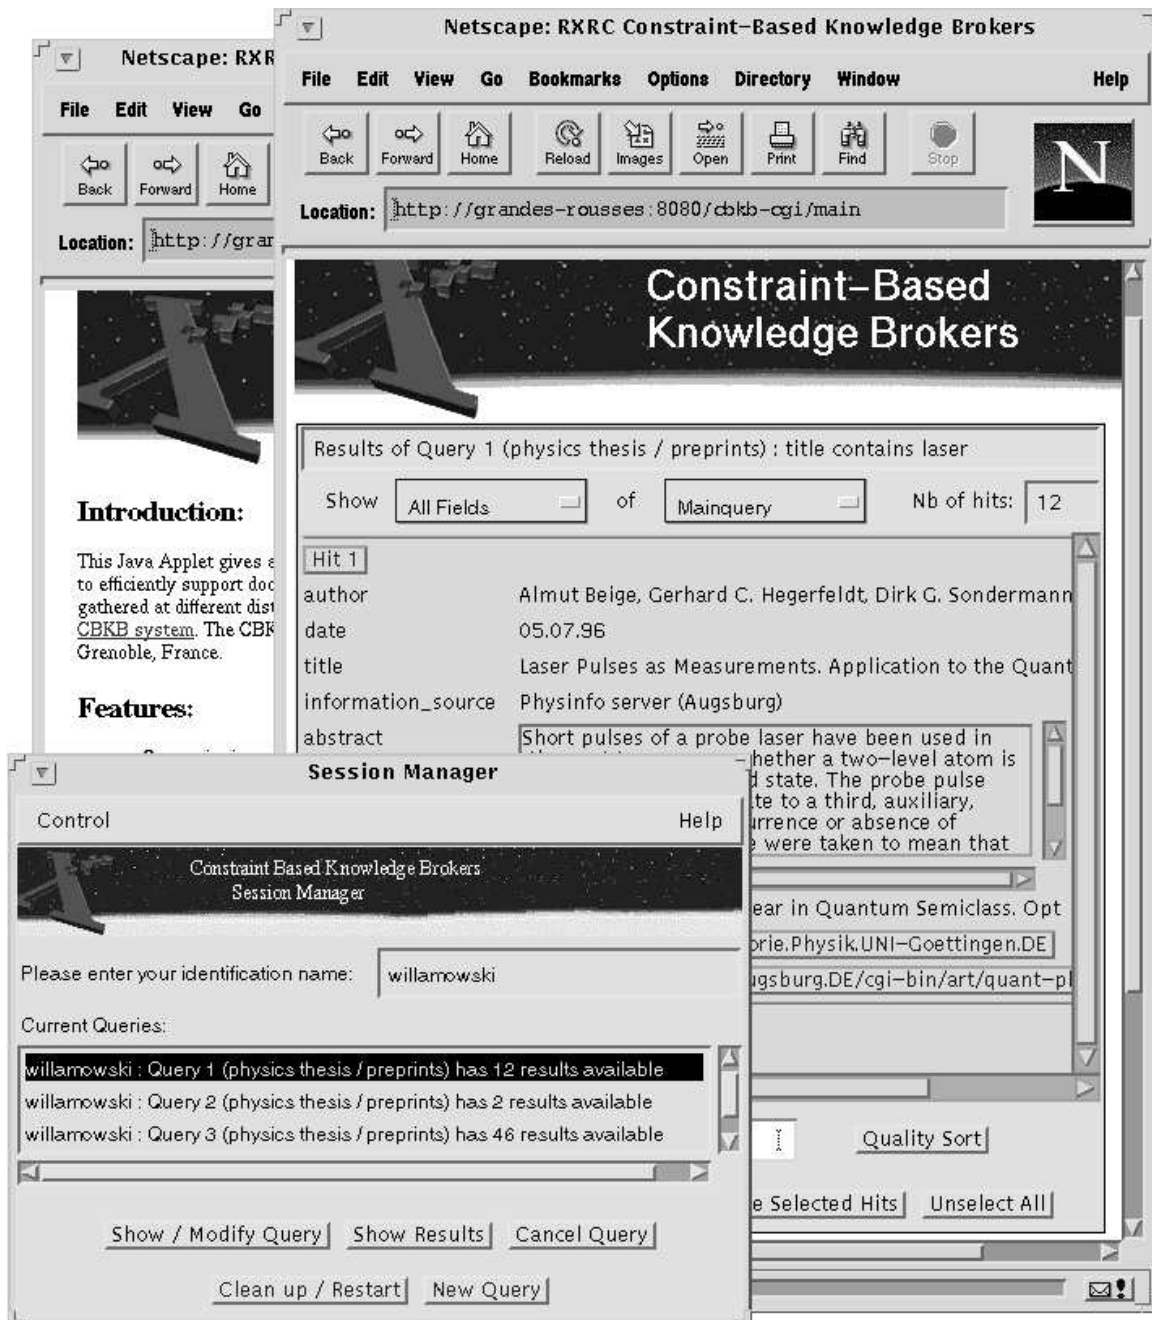 Netscape: RXRC Constraint-Based Knowledge Brokers
File Edit View Go Bookmarks Options Directory Window Help
Back Forward Home Reload Images Open Print Find Stop
N
Location: http://grandes-rousses:8080/cbkb-cgi/main
Constraint-Based
Knowledge Brokers
Results of Query 1 (physics thesis / preprints) : title contains laser
Show All Fields of Mainquery Nb of hits: 12
Hit 1
author Almut Beige, Gerhard C. Hegerfeldt, Dirk G. Sondermann
date 05.07.96
title Laser Pulses as Measurements. Application to the Quant
information_source Physinfo server (Augsburg)
abstract Short pulses of a probe laser have been used in
hether a two-level atom is
d state. The probe pulse
te to a third, auxiliary,
urrence or absence of
e were taken to mean that
ear in Quantum Semiclass. Opt
orie.Physik.UNI-Goettingen.DE
ugsburg.DE/cgi-bin/art/quant-pl
Quality Sort
e Selected Hits Unselect All
Netscape: RXR
File Edit View Go
Back Forward Home
Location: http://gran
Introduction:
This Java Applet gives a
to efficiently support doc
gathered at different dist
CBKB system. The CBK
Grenoble, France.
Features:
Session Manager
Control Help
Constraint Based Knowledge Brokers
Session Manager
Please enter your identification name: willamowski
Current Queries:
willamowski : Query 1 (physics thesis / preprints) has 12 results available
willamowski : Query 2 (physics thesis / preprints) has 2 results available
willamowski : Query 3 (physics thesis / preprints) has 46 results available
Show / Modify Query Show Results Cancel Query
Clean up / Restart New Query